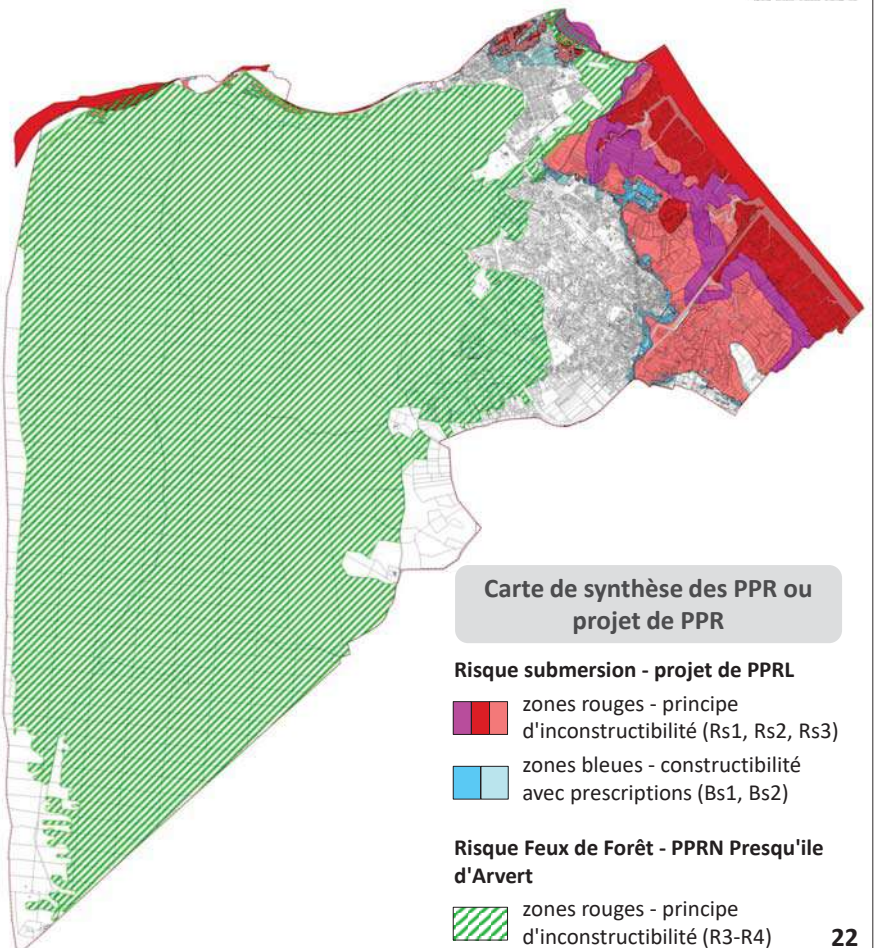 Carte de synthèse des PPR ou
projet de PPR
Risque submersion - projet de PPRL
zones rouges - principe
d'inconstructibilité (Rs1, Rs2, Rs3)
zones bleues - constructibilité
avec prescriptions (Bs1, Bs2)
Risque Feux de Forêt - PPRN Presqu'ile
d'Arvert
zones rouges - principe
d'inconstructibilité (R3-R4)
22